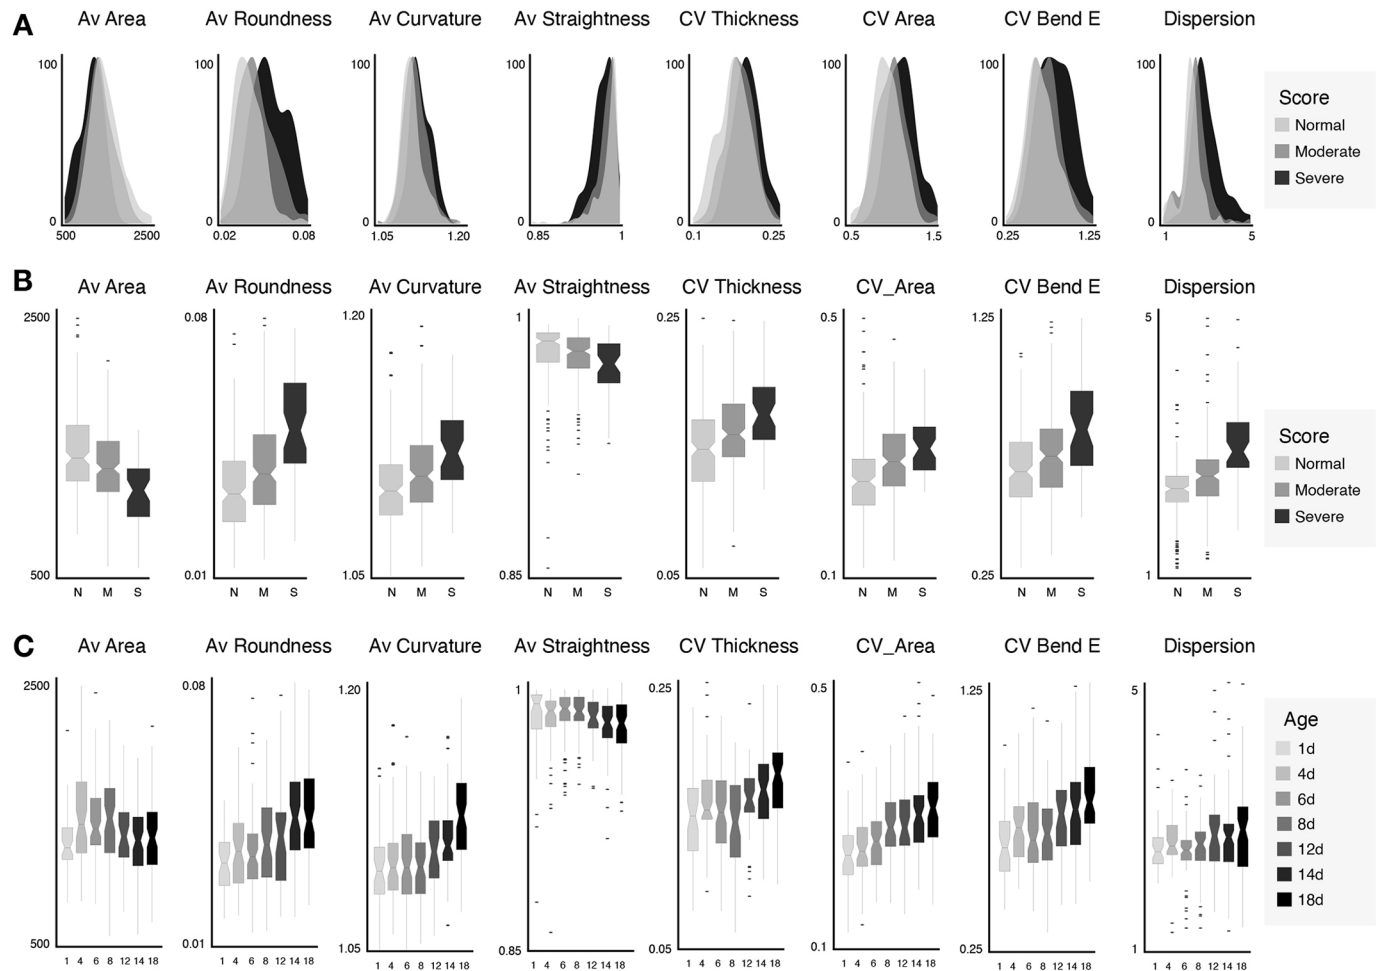 A
Av Area Av Roundness Av Curvature Av Straightness CV Thickness CV Area CV Bend E Dispersion
100 100 100 100 100 100 100 100
0 0 0 0 0 0 0 0
500 2500 0.02 0.08 1.05 1.20 0.85 1 0.1 0.25 0.5 1.5 0.25 1.25 1 5
Score
Normal
Moderate
Severe
B
Av Area Av Roundness Av Curvature Av Straightness CV Thickness CV_Area CV Bend E Dispersion
2500 0.08 1.20 1 0.25 0.5 1.25 5
500 0.01 1.05 0.85 0.05 0.1 0.25 1
N M S N M S N M S N M S N M S N M S N M S N M S
Score
Normal
Moderate
Severe
C
Av Area Av Roundness Av Curvature Av Straightness CV Thickness CV_Area CV Bend E Dispersion
2500 0.08 1.20 1 0.25 0.5 1.25 5
500 0.01 1.05 0.85 0.05 0.1 0.25 1
1 4 6 8 12 14 18 1 4 6 8 12 14 18 1 4 6 8 12 14 18 1 4 6 8 12 14 18 1 4 6 8 12 14 18 1 4 6 8 12 14 18 1 4 6 8 12 14 18 1 4 6 8 12 14 18
Age
1d
4d
6d
8d
12d
14d
18d